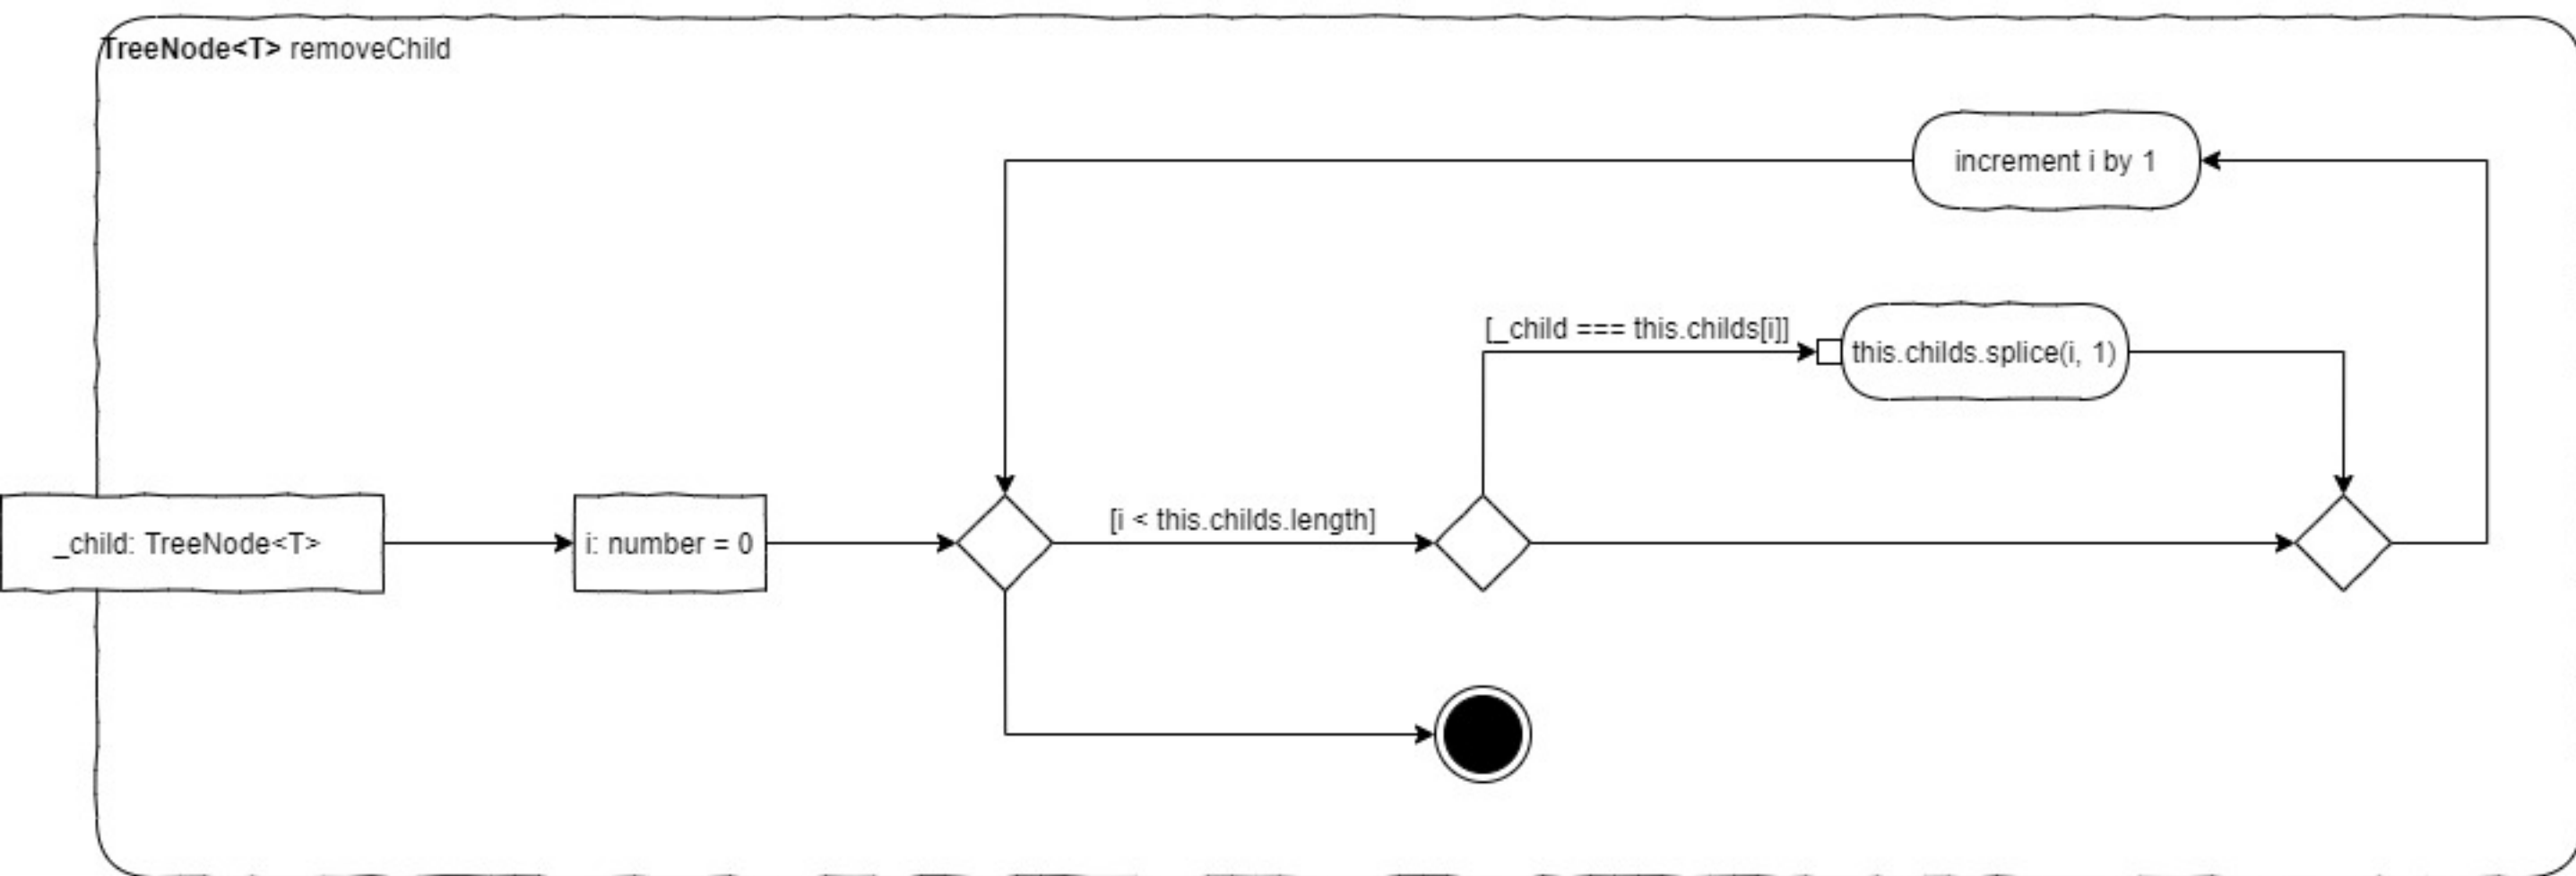 TreeNode<T> removeChild
increment i by 1
[_child === this.childs[i]]
this.childs.splice(i, 1)
[i < this.childs.length]
_child: TreeNode<T>
i: number = 0